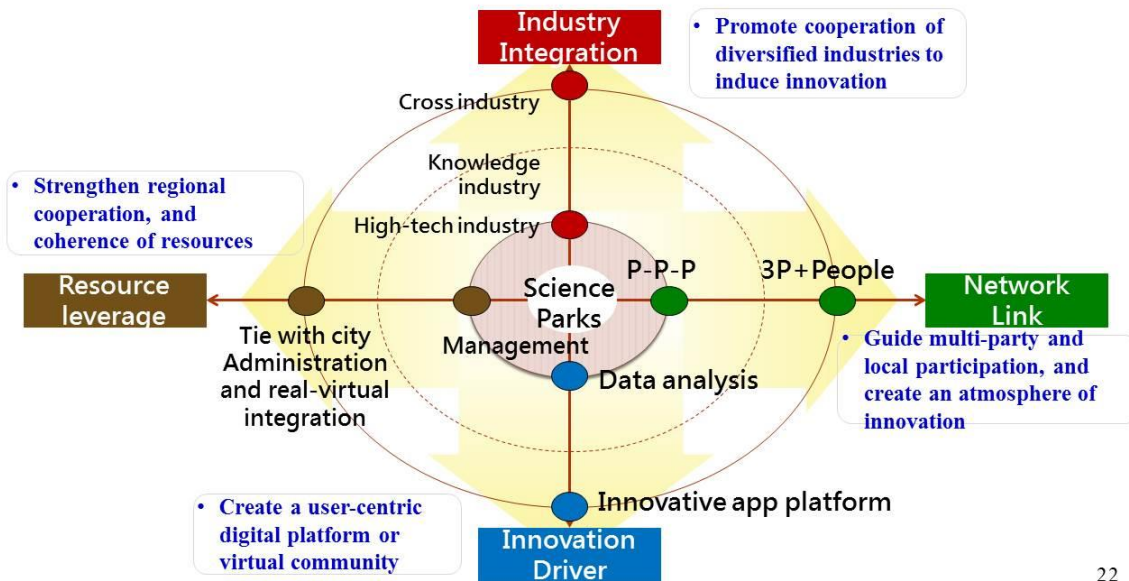 Industry
Integration
• Promote cooperation of
diversified industries to
induce innovation
Cross industry
Knowledge
industry
• Strengthen regional
cooperation, and
coherence of resources
High-tech industry
P-P-P
3P+People
Resource
leverage
Science
Parks
Network
Link
Tie with city
Administration
and real-virtual
integration
Management
• Guide multi-party and
local participation, and
create an atmosphere of
innovation
Data analysis
• Create a user-centric
digital platform or
virtual community
Innovative app platform
Innovation
Driver
22